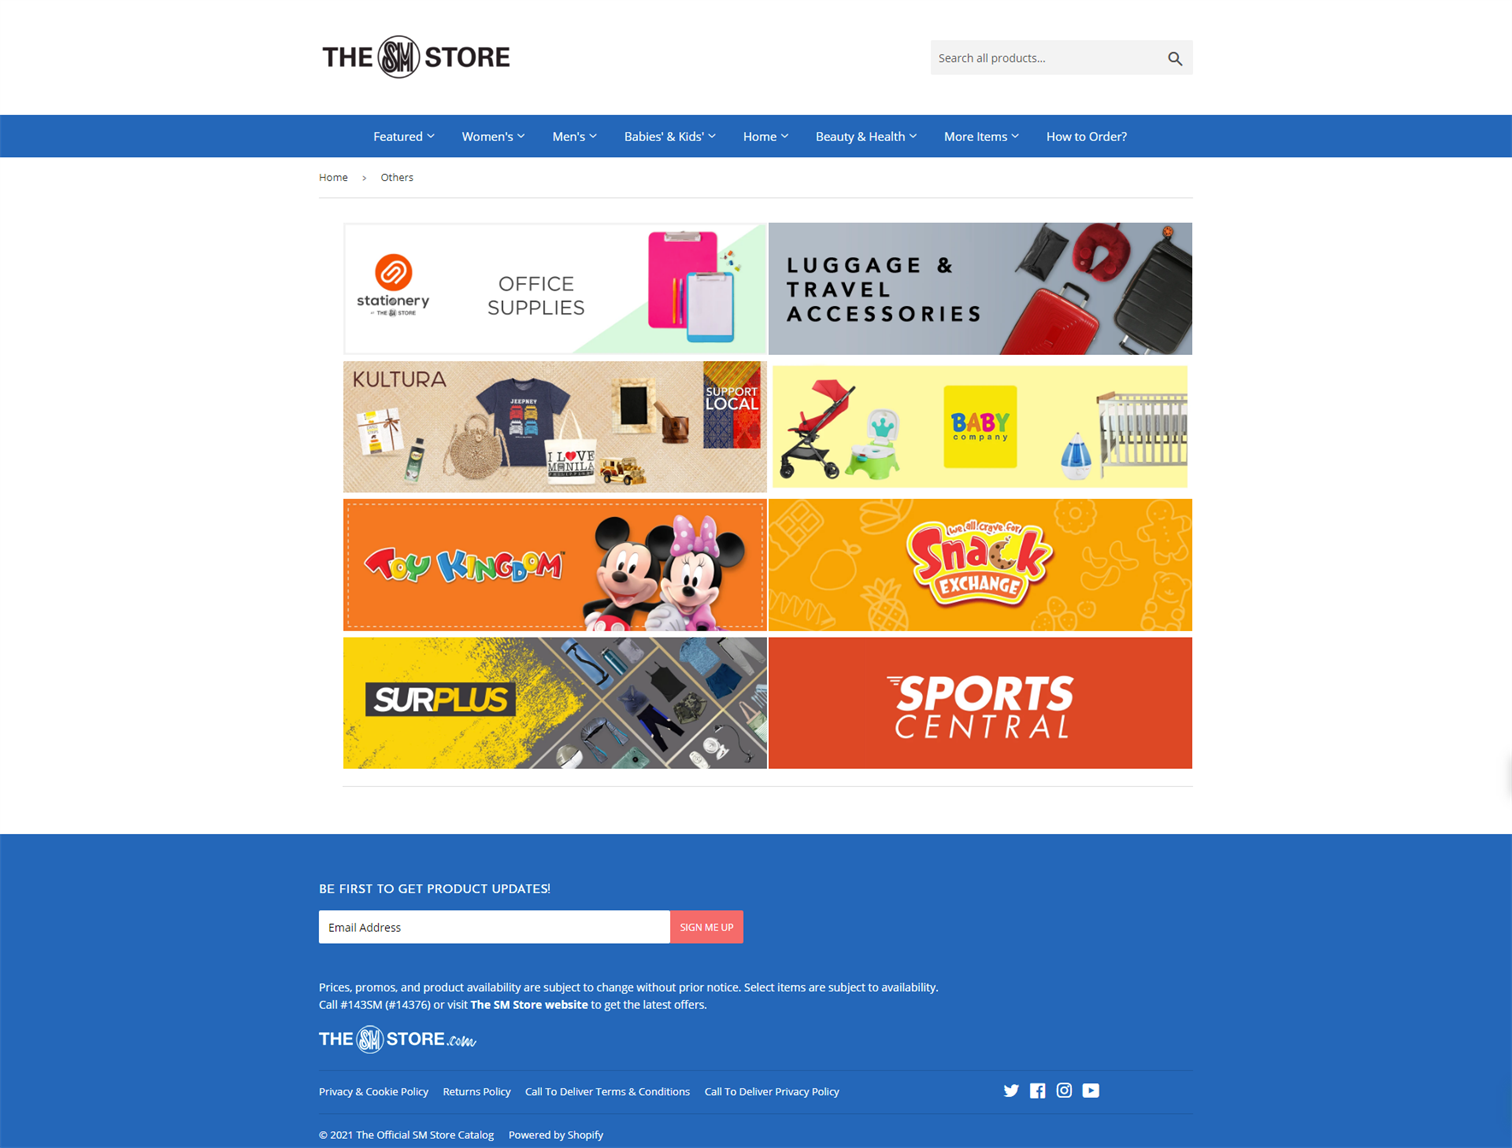 THE SM STORE
Search all products...
Featured
Women's
Men's
Babies' & Kids'
Home
Beauty & Health
More Items
How to Order?
Home > Others
stationery
BY THE SM STORE
OFFICE
SUPPLIES
LUGGAGE &
TRAVEL
ACCESSORIES
KULTURA
JEEPNEY
I LOVE
MANILA
SUPPORT
LOCAL
BABY
company
TOY KINGDOM
we all crave for
Snack
EXCHANGE
SURPLUS
SPORTS
CENTRAL
BE FIRST TO GET PRODUCT UPDATES!
Email Address
SIGN ME UP
Prices, promos, and product availability are subject to change without prior notice. Select items are subject to availability.
Call #143SM (#14376) or visit The SM Store website to get the latest offers.
THE SM STORE.com
Privacy & Cookie Policy
Returns Policy
Call To Deliver Terms & Conditions
Call To Deliver Privacy Policy
© 2021 The Official SM Store Catalog
Powered by Shopify